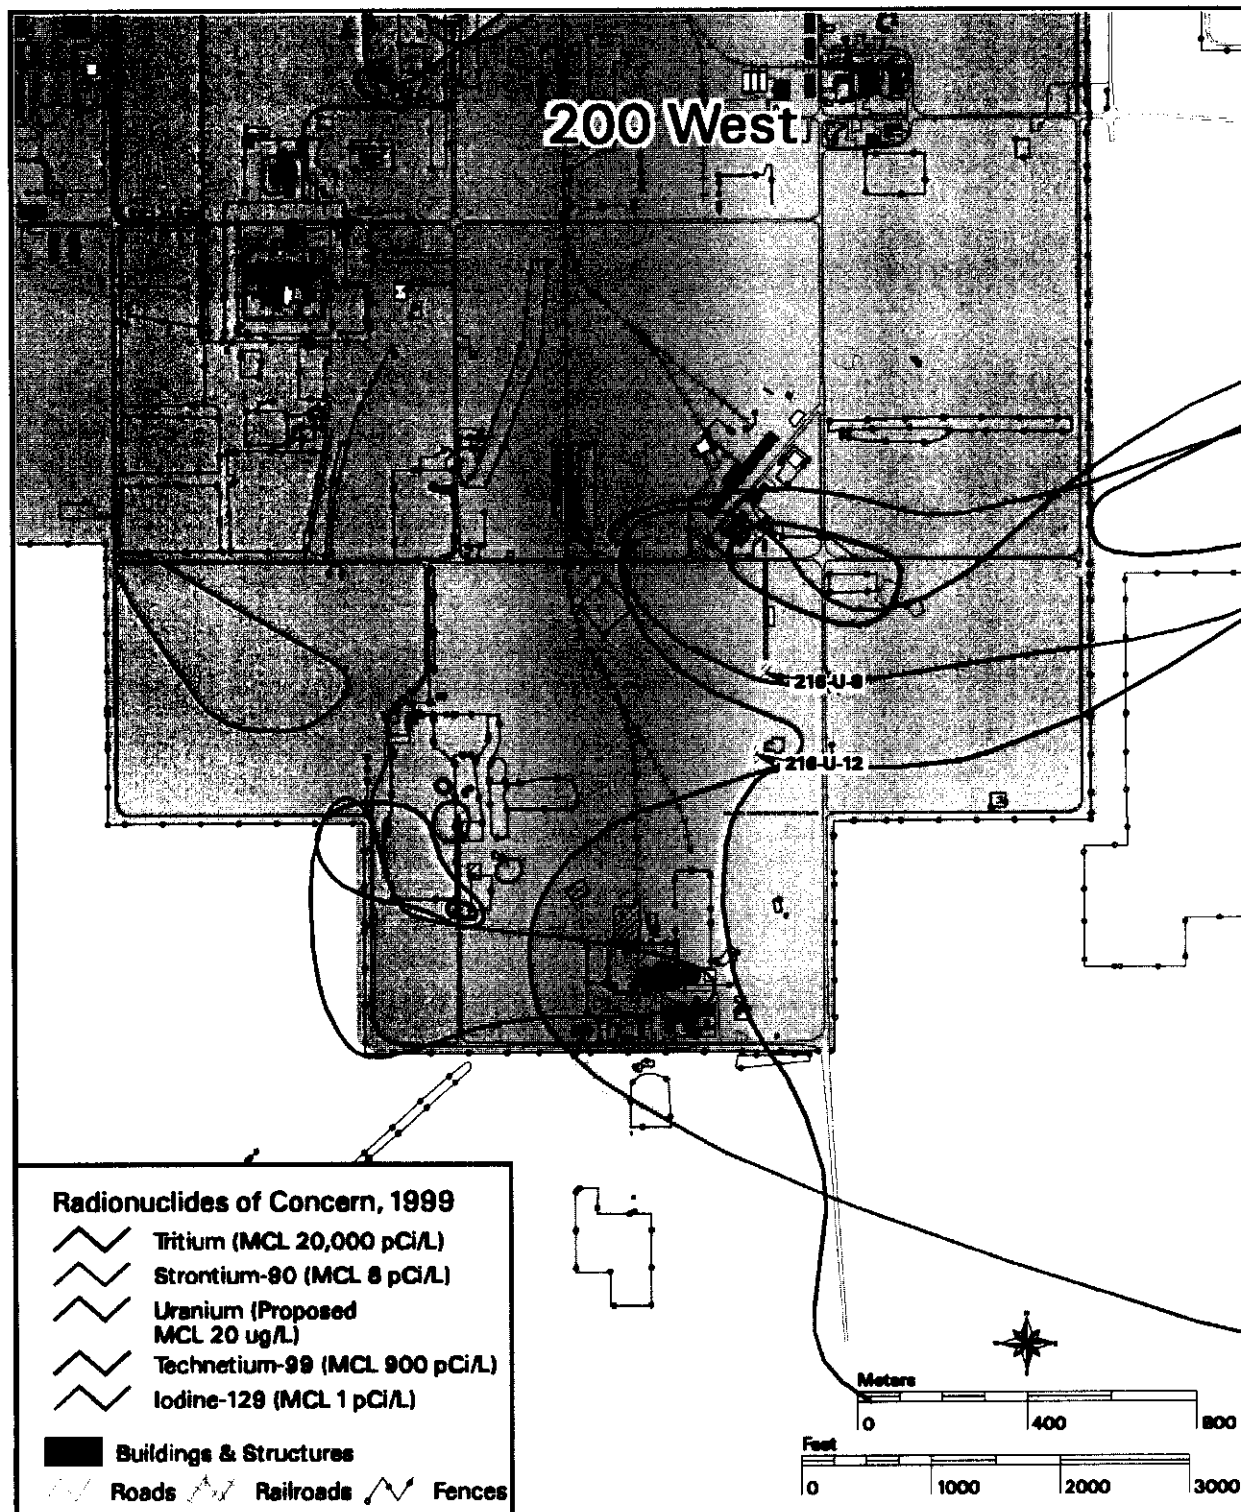 200 West
216-U-8
216-U-12
Radionuclides of Concern, 1999
Tritium (MCL 20,000 pCi/L)
Strontium-90 (MCL 8 pCi/L)
Uranium (Proposed
MCL 20 ug/L)
Technetium-99 (MCL 900 pCi/L)
Iodine-129 (MCL 1 pCi/L)
Buildings & Structures
Roads Railroads Fences
Meters
0 400 800
Feet
0 1000 2000 3000